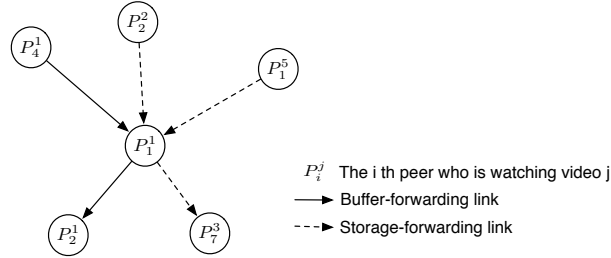 P_2^2
P_4^1
P_1^5
P_1^1
P_i^j The i th peer who is watching video j
Buffer-forwarding link
P_2^1
P_7^3
Storage-forwarding link